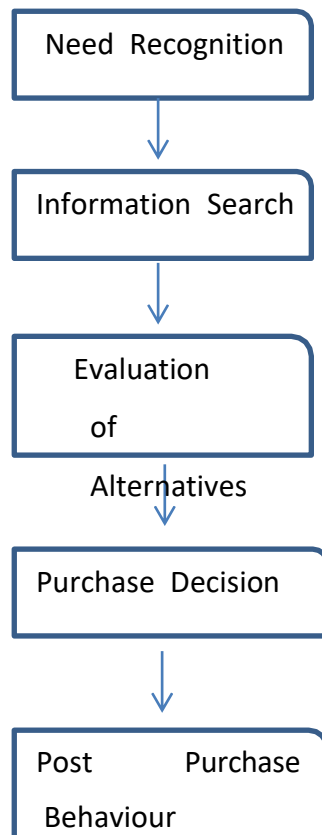 Need Recognition
Information Search
Evaluation
of
Alternatives
Purchase Decision
Post Purchase
Behaviour